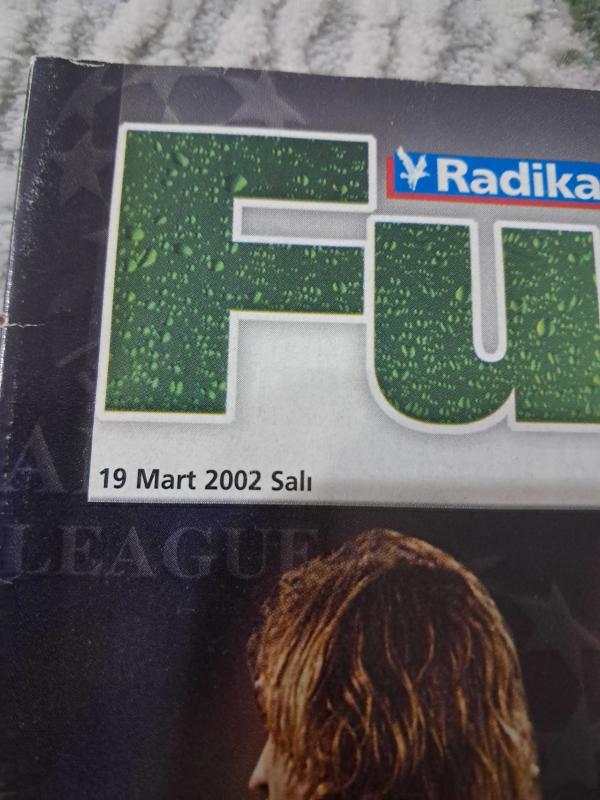 Radika
Fu
19 Mart 2002 Salı
LEAGUE